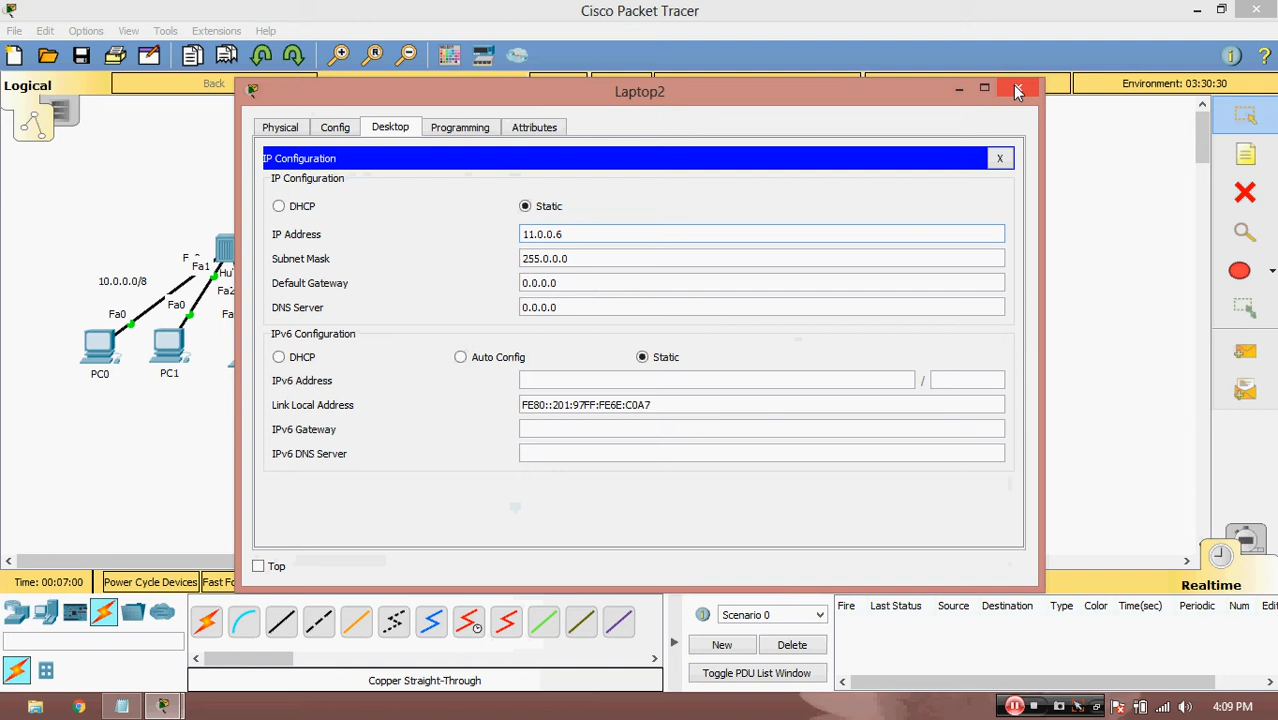 Cisco Packet Tracer
File Edit Options View Tools Extensions Help
Logical
Back
Environment: 03:30:30
Laptop2
Physical Config Desktop Programming Attributes
IP Configuration
X
IP Configuration
DHCP Static
IP Address 11.0.0.6
Subnet Mask 255.0.0.0
Default Gateway 0.0.0.0
DNS Server 0.0.0.0
IPv6 Configuration
DHCP Auto Config Static
IPv6 Address /
Link Local Address FE80::201:97FF:FE6E:C0A7
IPv6 Gateway
IPv6 DNS Server
Top
Fa1
10.0.0.0/8
Fa0
Fa0
PC0
PC1
Time: 00:07:00 Power Cycle Devices
Realtime
Scenario 0
New Delete
Toggle PDU List Window
Fire Last Status Source Destination Type Color Time(sec) Periodic Num
Copper Straight-Through
4:09 PM